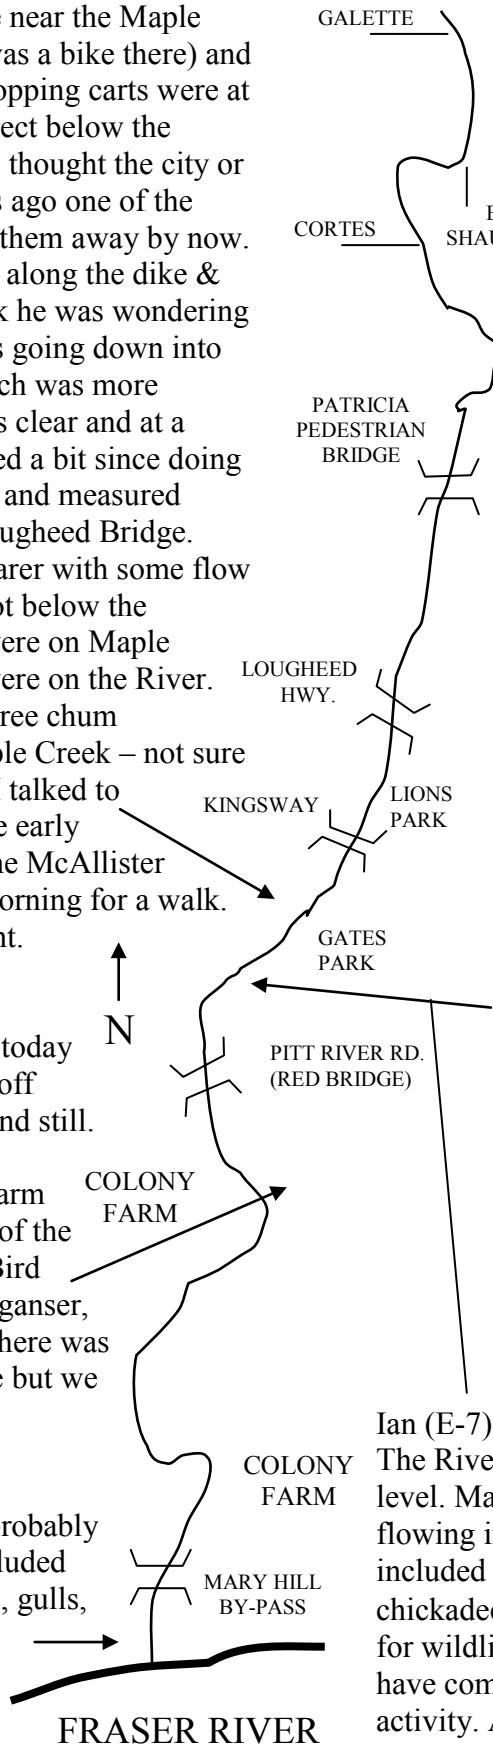 e near the Maple
was a bike there) and
opping carts were at
ect below the
thought the city or
s ago one of the
them away by now.
along the dike &
k he was wondering
s going down into
ch was more
s clear and at a
ed a bit since doing
and measured
ugheed Bridge.
arer with some flow
ot below the
vere on Maple
vere on the River.
ree chum
ole Creek – not sure
I talked to
e early
ne McAllister
orning for a walk.
nt.
N
today
off
nd still.
arm
of the
Bird
ganser,
here was
e but we
robably
luded
, gulls,
GALETTE
CORTES
SHAU
PATRICIA
PEDESTRIAN
BRIDGE
LOUGHEED
HWY.
KINGSWAY
LIONS
PARK
GATES
PARK
PITT RIVER RD.
(RED BRIDGE)
COLONY
FARM
COLONY
FARM
MARY HILL
BY-PASS
FRASER RIVER
Ian (E-7)
The Rive
level. Ma
flowing i
included
chickade
for wildli
have com
activity. A